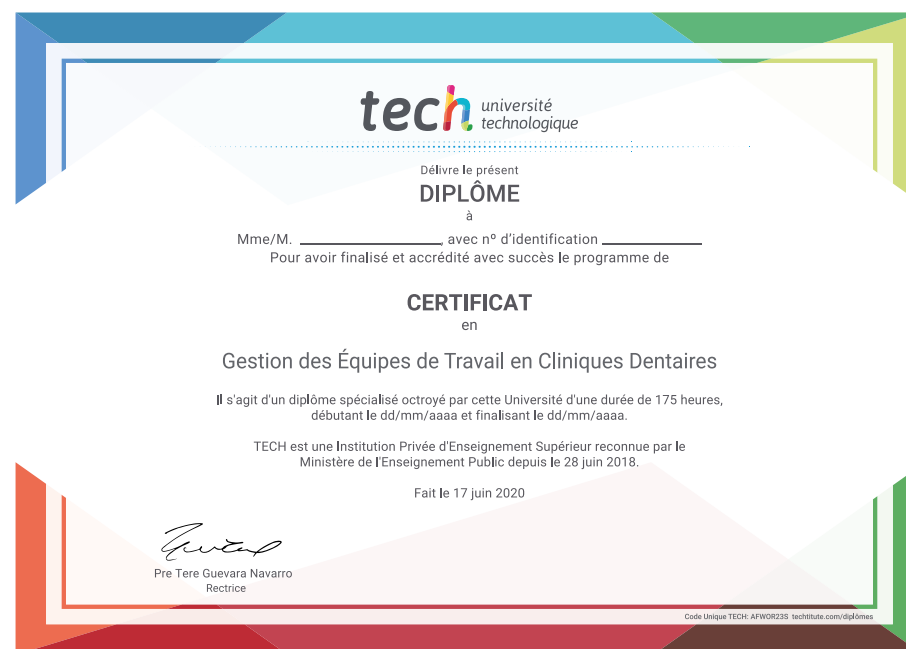 tech université
technologique
Délivre le présent
DIPLÔME
à
Mme/M. ____________________, avec nº d'identification ______________
Pour avoir finalisé et accrédité avec succès le programme de
CERTIFICAT
en
Gestion des Équipes de Travail en Cliniques Dentaires
Il s'agit d'un diplôme spécialisé octroyé par cette Université d'une durée de 175 heures,
débutant le dd/mm/aaaa et finalisant le dd/mm/aaaa.
TECH est une Institution Privée d'Enseignement Supérieur reconnue par le
Ministère de l'Enseignement Public depuis le 28 juin 2018.
Fait le 17 juin 2020
Pre Tere Guevara Navarro
Rectrice
Code Unique TECH: AFWOR23S techtitute.com/diplômes